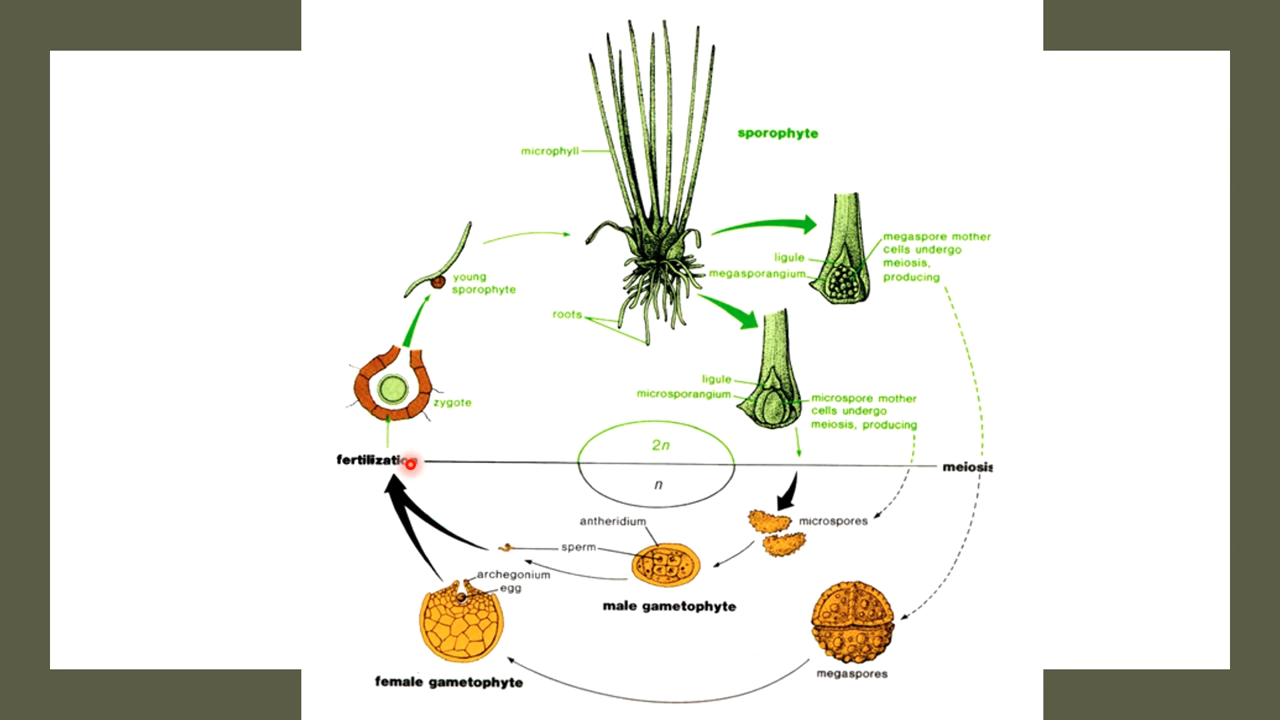 sporophyte
microphyll
megaspore mother
cells undergo
meiosis,
producing
ligule
megasporangium
young
sporophyte
roots
ligule
microsporangium
microspore mother
cells undergo
meiosis, producing
zygote
2n
fertilization
meiosis
n
antheridium
microspores
sperm
archegonium
egg
male gametophyte
megaspores
female gametophyte